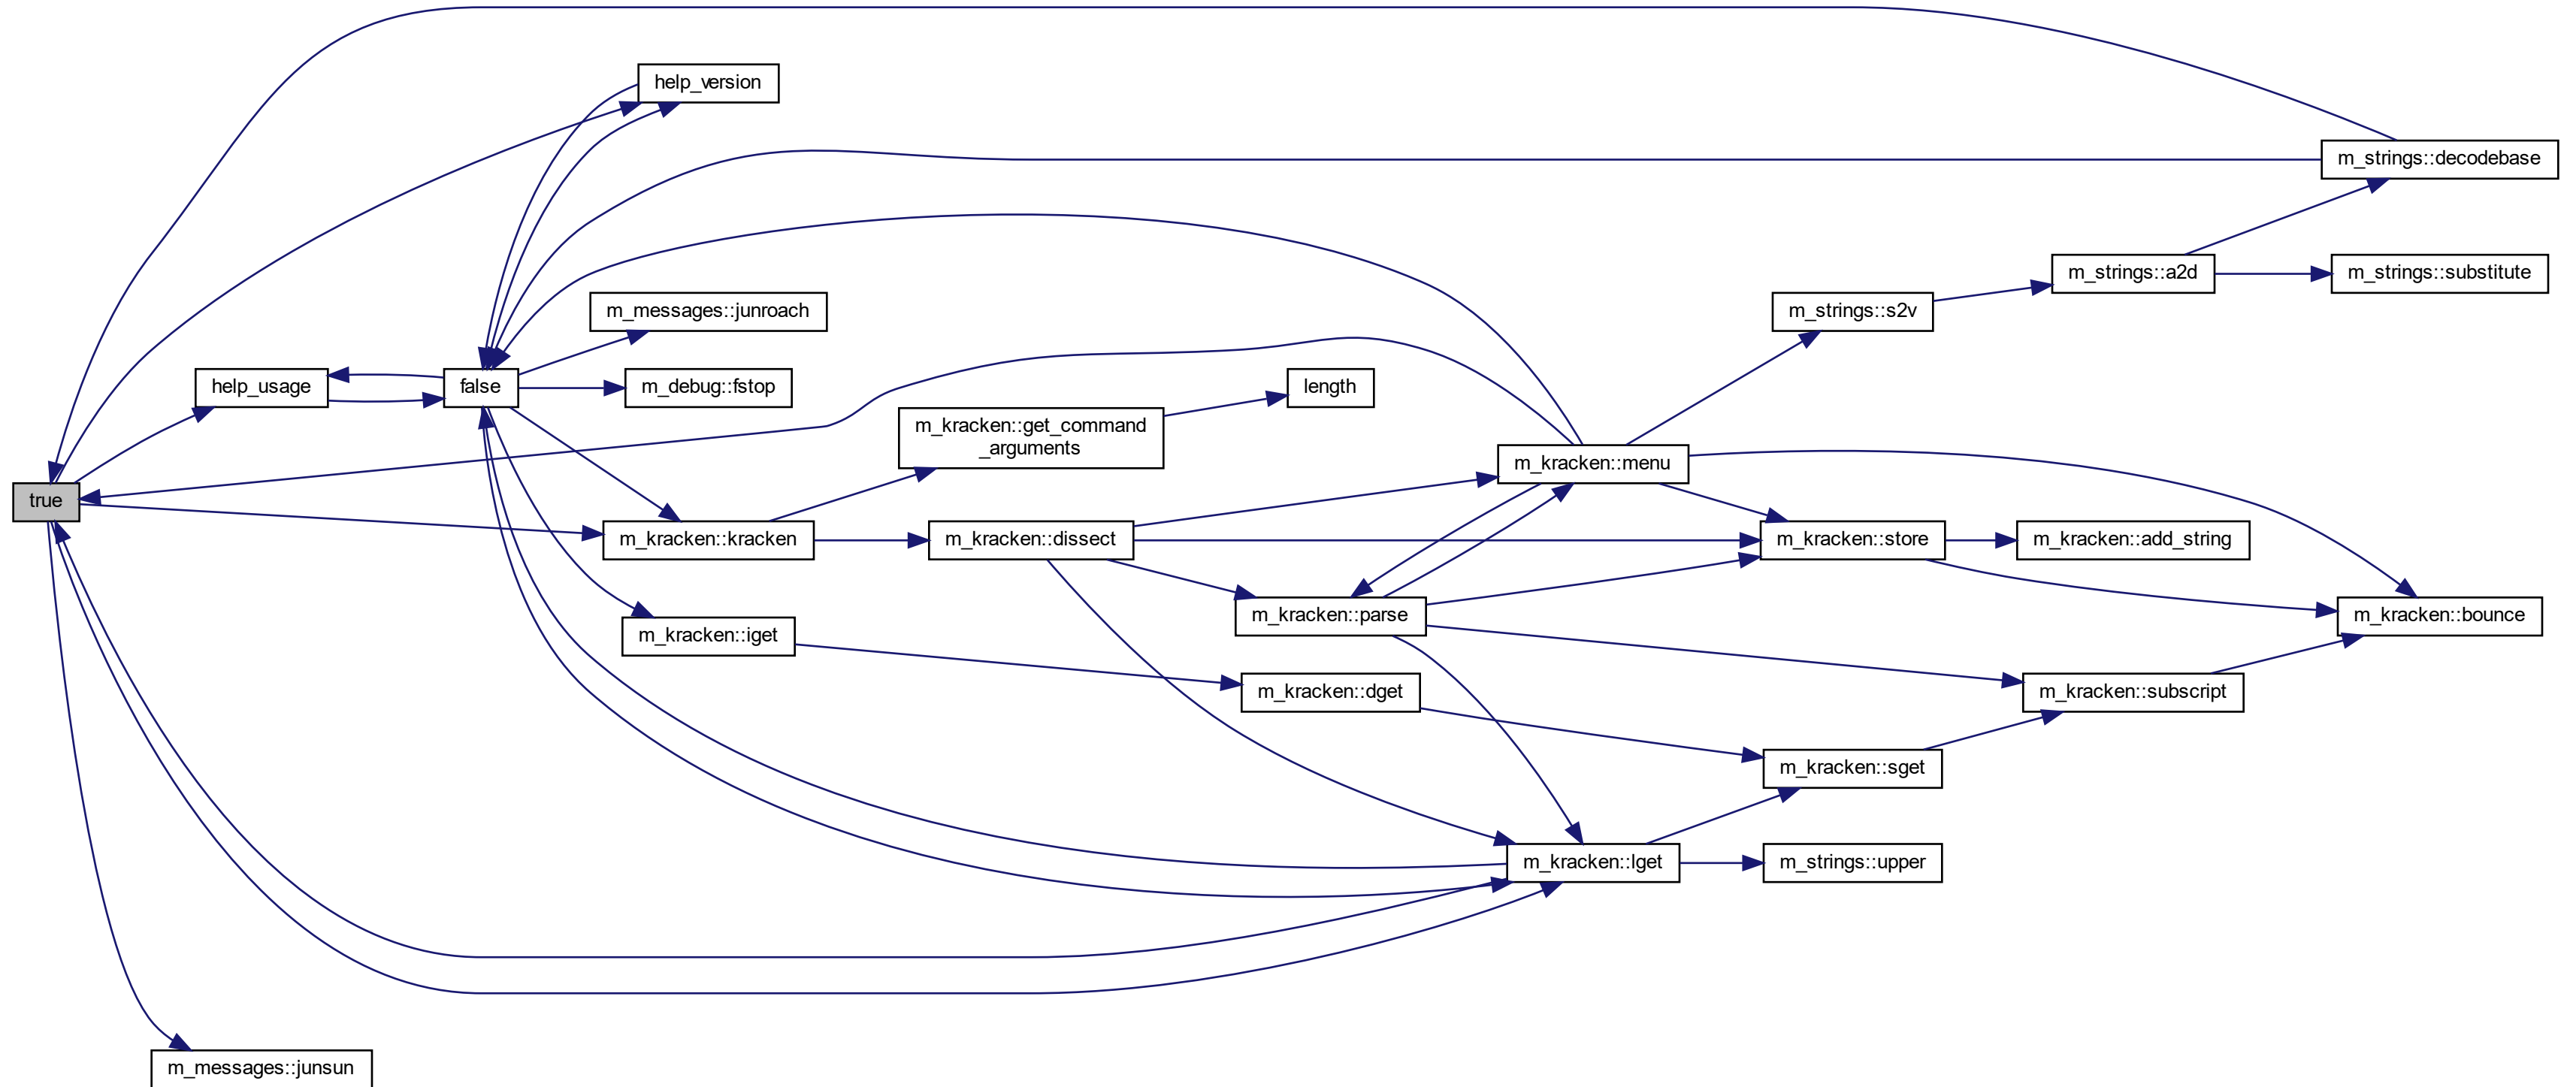 help_version
m_strings::decodebase
m_strings::a2d
m_strings::substitute
m_messages::junroach
m_strings::s2v
help_usage
false
m_debug::fstop
length
m_kracken::get_command
_arguments
m_kracken::menu
true
m_kracken::kracken
m_kracken::dissect
m_kracken::store
m_kracken::add_string
m_kracken::parse
m_kracken::bounce
m_kracken::iget
m_kracken::dget
m_kracken::subscript
m_kracken::sget
m_kracken::lget
m_strings::upper
m_messages::junsun